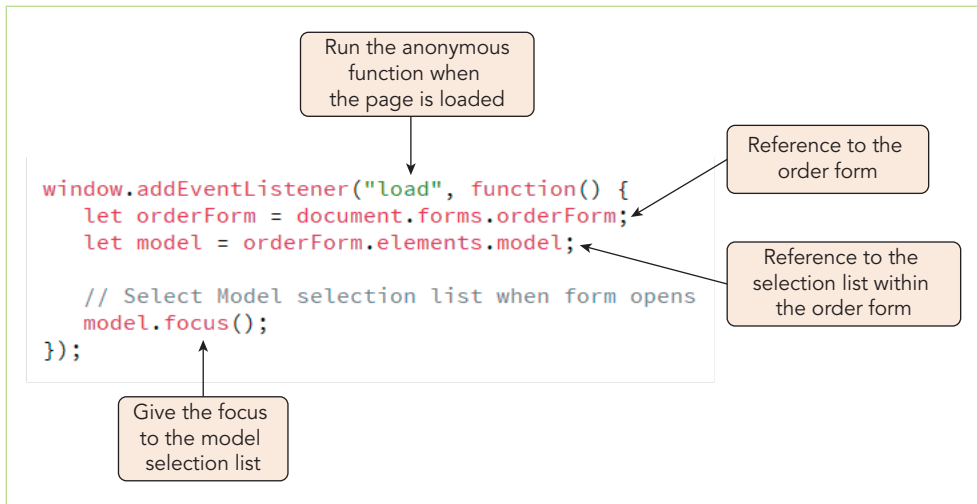 Run the anonymous
function when
the page is loaded
Reference to the
order form
window.addEventListener("load", function() {
let orderForm = document.forms.orderForm;
let model = orderForm.elements.model;
Reference to the
selection list within
the order form
// Select Model selection list when form opens
model.focus();
});
Give the focus
to the model
selection list